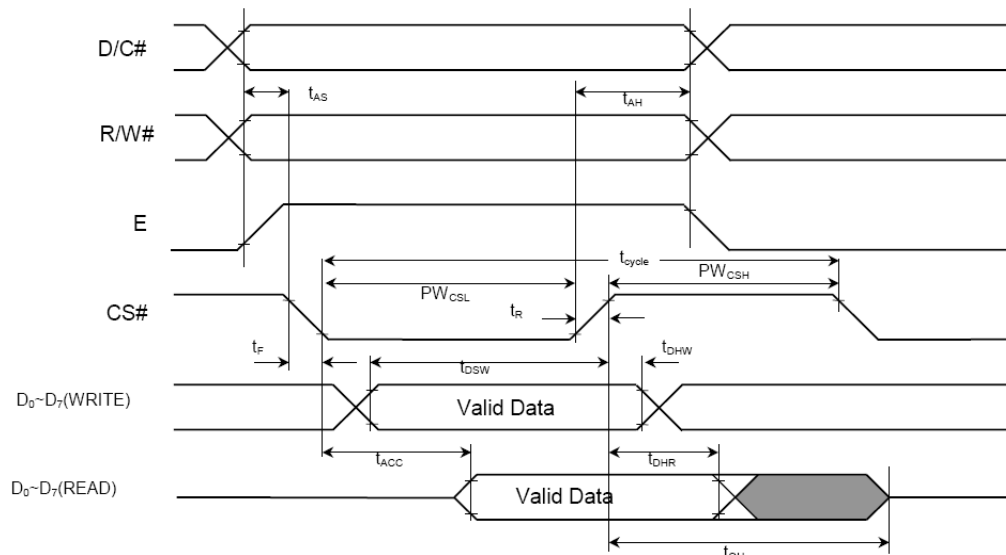 D/C#
tAS
tAH
R/W#
E
tcycle
PWCSL
PWCSH
CS#
tR
tF
tDSW
tDHW
D0~D7(WRITE)
Valid Data
tACC
tDHR
D0~D7(READ)
Valid Data